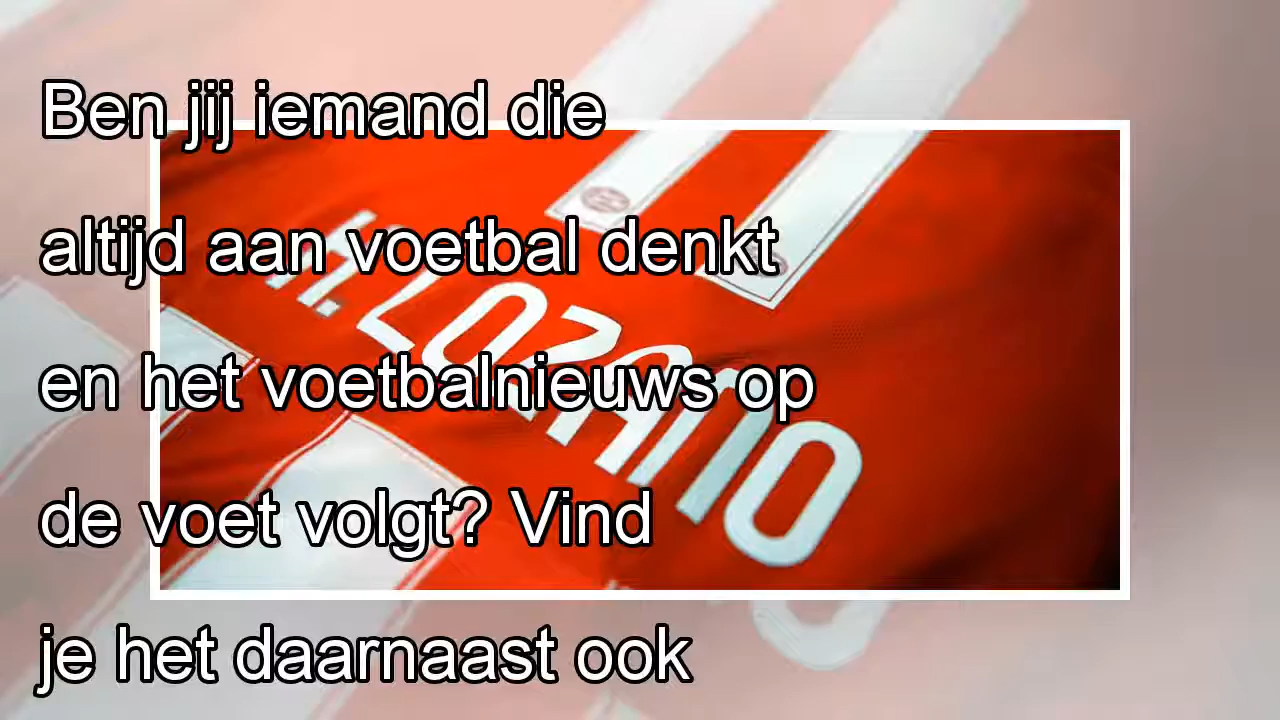 Ben jij iemand die
altijd aan voetbal denkt
en het voetbalnieuws op
de voet volgt? Vind
je het daarnaast ook
H. LOZANO